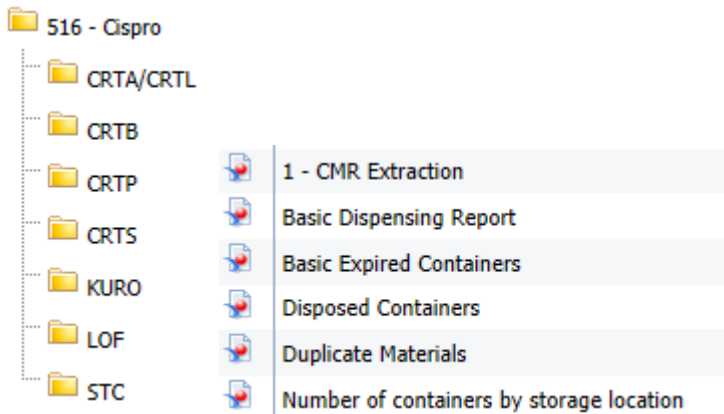 516 - Cispro
CRTA/CRTL
CRTB
CRTP
CRTS
KURO
LOF
STC
1 - CMR Extraction
Basic Dispensing Report
Basic Expired Containers
Disposed Containers
Duplicate Materials
Number of containers by storage location